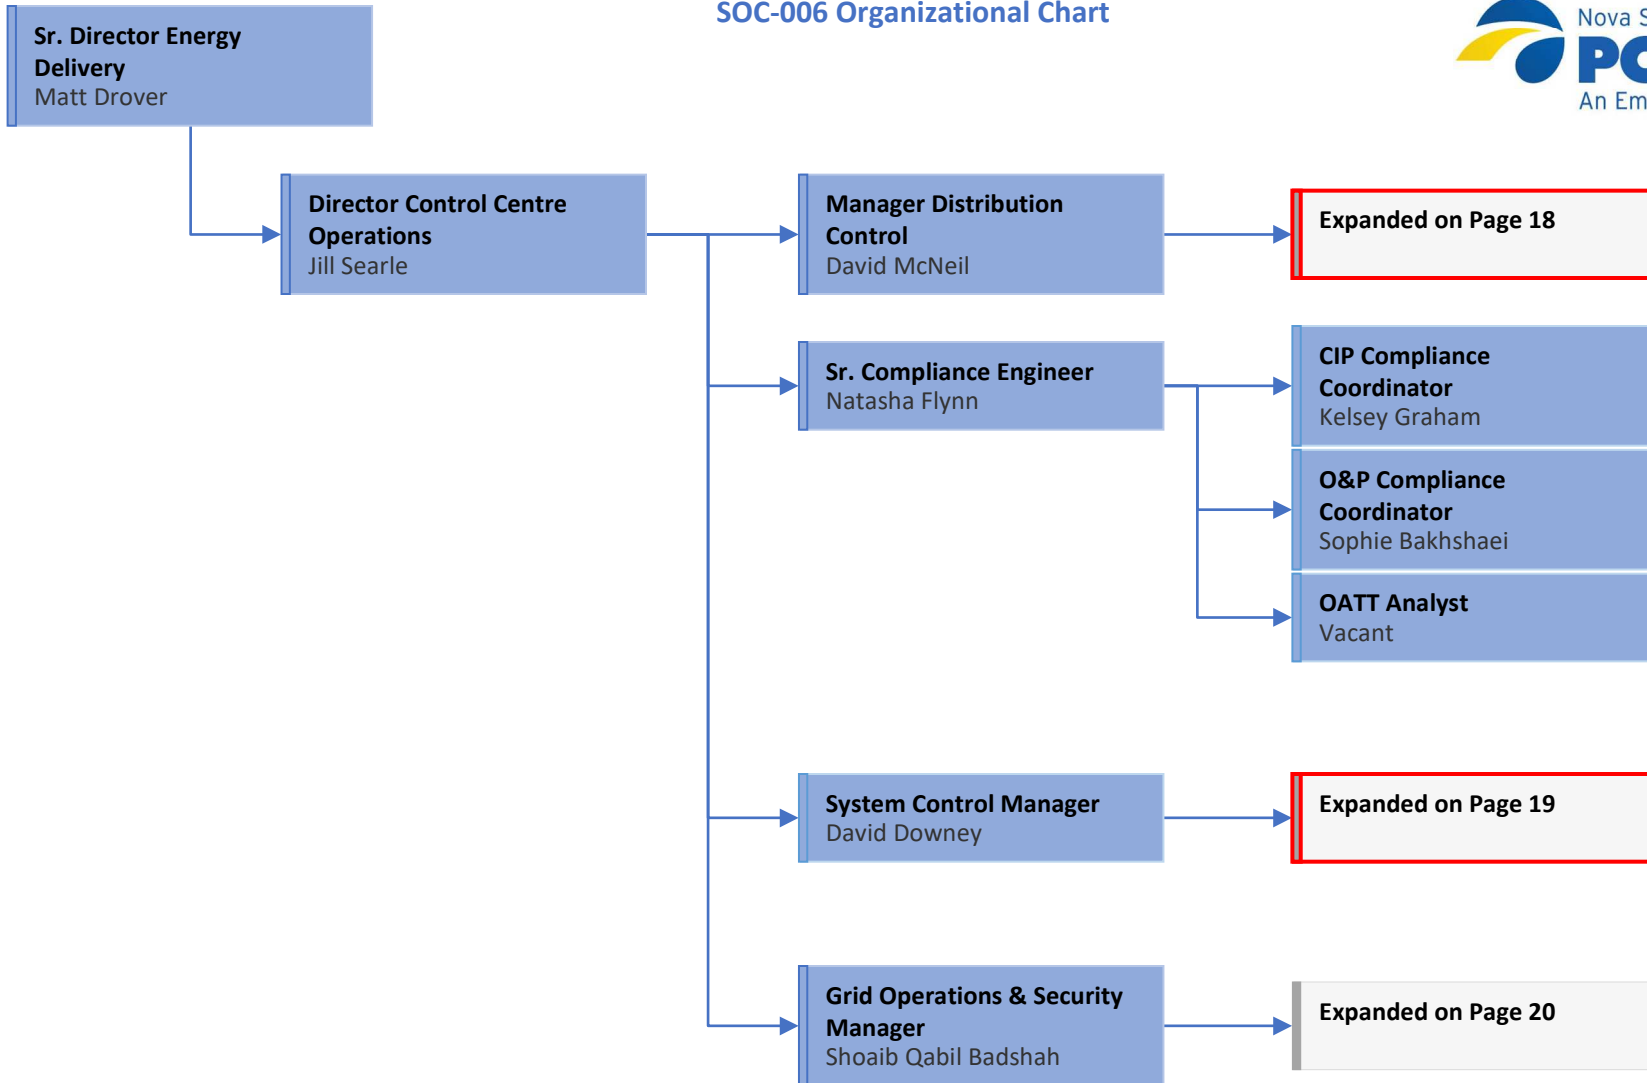 SOC-006 Organizational Chart
Nova
PO
An
Sr. Director Energy
Delivery
Matt Drover
Director Control Centre
Operations
Jill Searle
Manager Distribution
Control
David McNeil
Expanded on Page 18
Sr. Compliance Engineer
Natasha Flynn
CIP Compliance
Coordinator
Kelsey Graham
O&P Compliance
Coordinator
Sophie Bakhshaei
OATT Analyst
Vacant
System Control Manager
David Downey
Expanded on Page 19
Grid Operations & Security
Manager
Shoaib Qabil Badshah
Expanded on Page 20